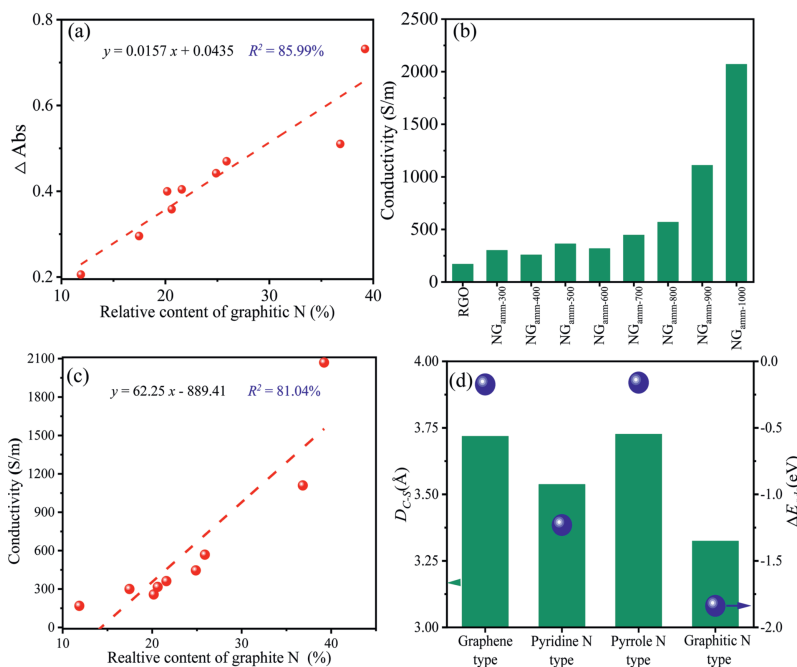 (a)
y = 0.0157 x + 0.0435 R² = 85.99%
△ Abs
0.8
0.6
0.4
0.2
10 20 30 40
Relative content of graphitic N (%)
(b)
Conductivity (S/m)
2500
2000
1500
1000
500
0
RGO
NGamm-300
NGamm-400
NGamm-500
NGamm-600
NGamm-700
NGamm-800
NGamm-900
NGamm-1000
(c)
y = 62.25 x - 889.41 R² = 81.04%
Conductivity (S/m)
2100
1800
1500
1200
900
600
300
0
10 20 30 40
Realtive content of graphite N (%)
(d)
DC-S(Å)
4.00
3.75
3.50
3.25
3.00
0.0
-0.5
-1.0
-1.5
-2.0
(eV)
Graphene Pyridine N Pyrrole N Graphitic N
type type type type